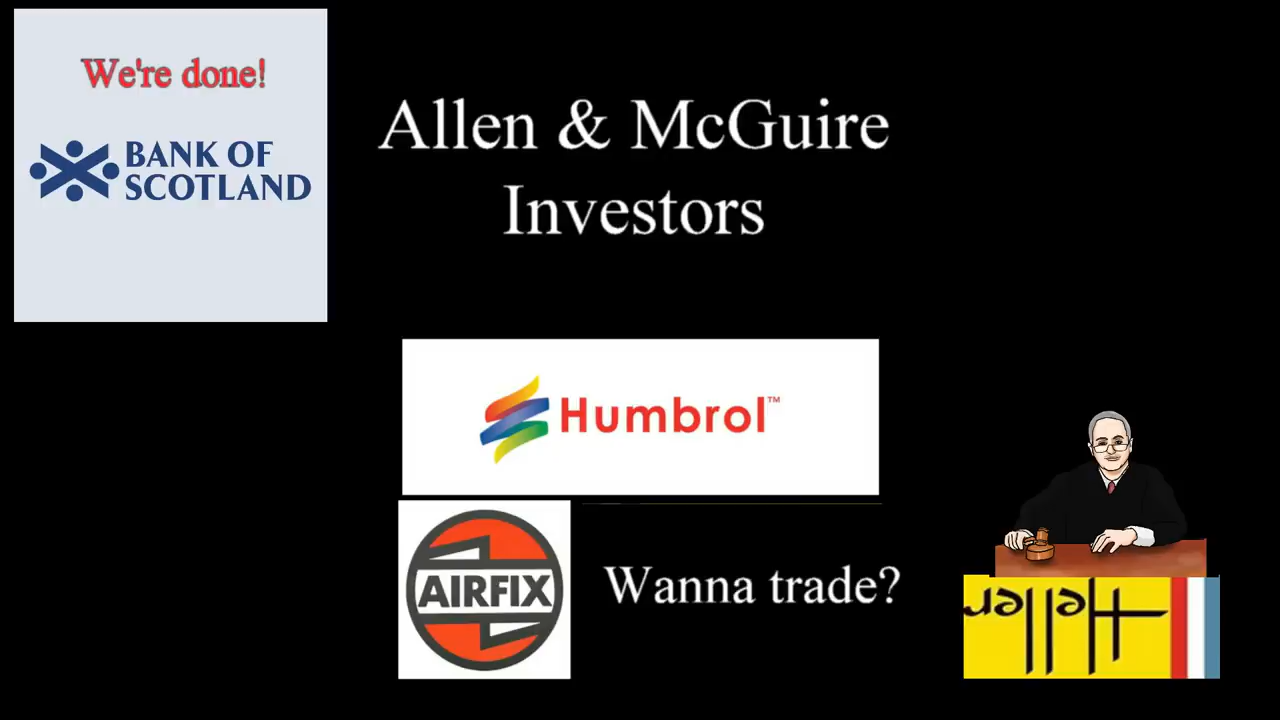 We're done!
BANK OF
SCOTLAND
Allen & McGuire
Investors
Humbrol™
AIRFIX
Wanna trade?
Heller